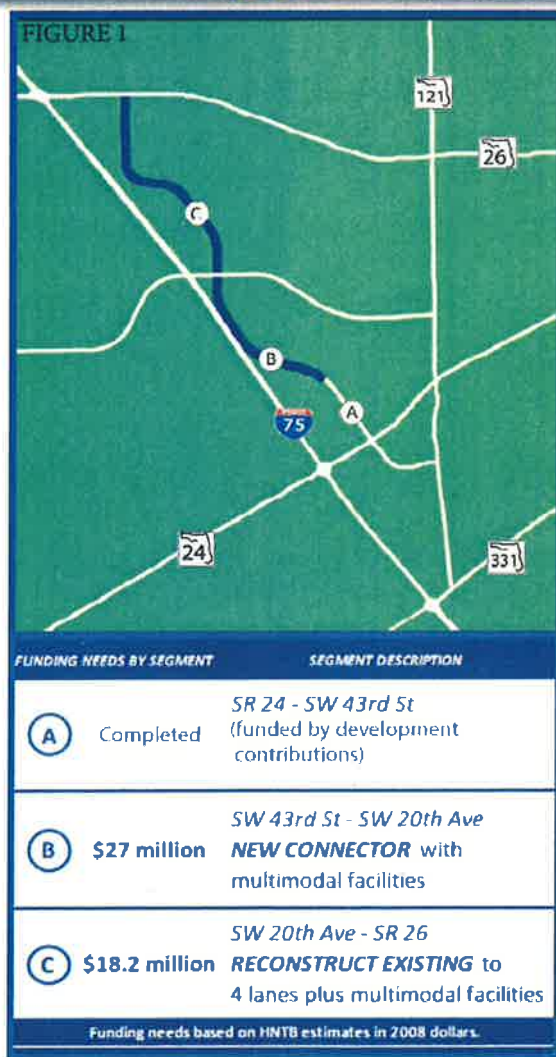 FIGURE 1
121
26
C
B
A
75
24
331
FUNDING NEEDS BY SEGMENT SEGMENT DESCRIPTION
A Completed SR 24 - SW 43rd St
(funded by development
contributions)
B $27 million SW 43rd St - SW 20th Ave
NEW CONNECTOR with
multimodal facilities
C $18.2 million SW 20th Ave - SR 26
RECONSTRUCT EXISTING to
4 lanes plus multimodal facilities
Funding needs based on HNTB estimates in 2008 dollars.